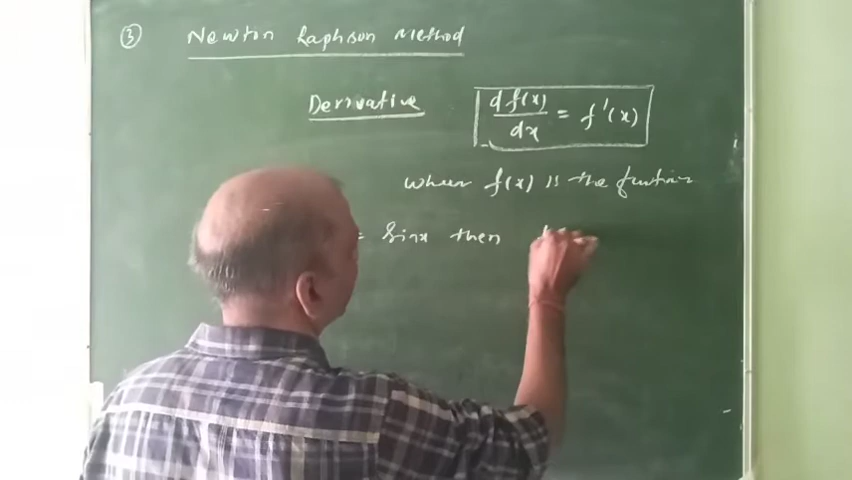 ③ Newton Raphson Method
Derivative df(x)/dx = f'(x)
where f(x) is the function
= Sinx then